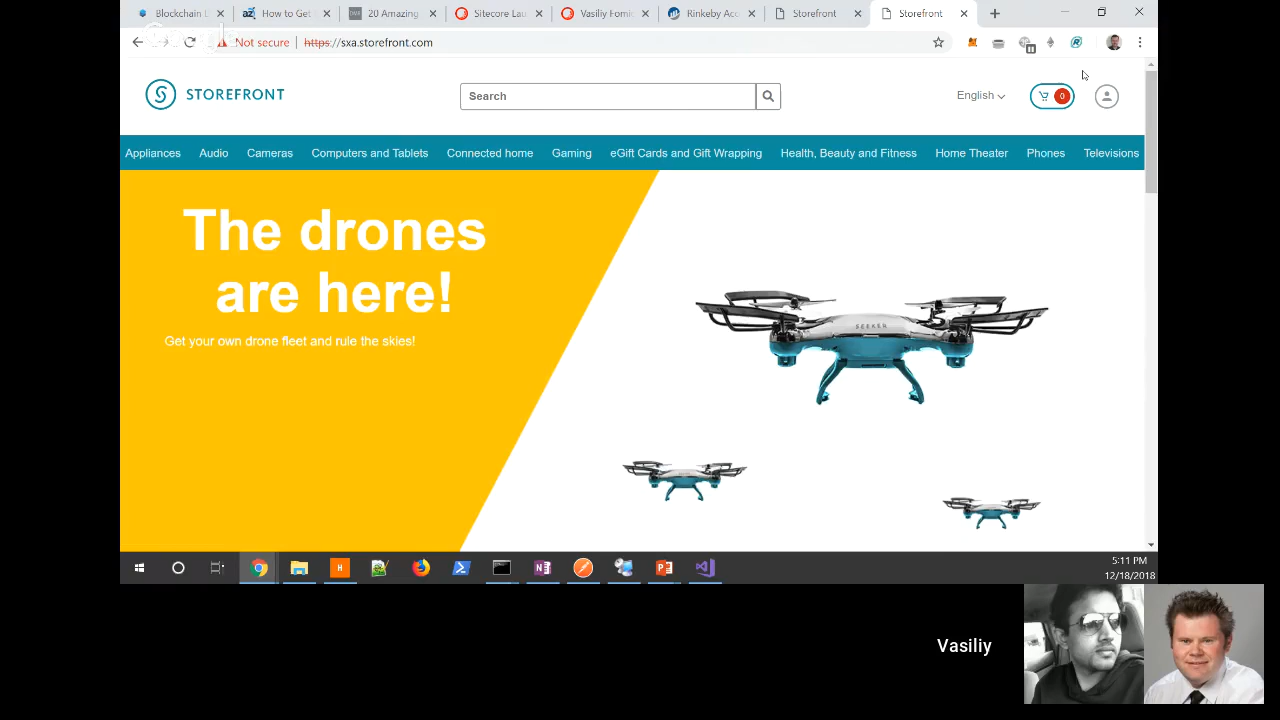 Blockchain
How to Get
20 Amazing
Sitecore Lau
Vasiliy Fomi
Rinkeby Acc
Storefront
Storefront
Not secure
https://sxa.storefront.com
STOREFRONT
Search
English
0
Appliances
Audio
Cameras
Computers and Tablets
Connected home
Gaming
eGift Cards and Gift Wrapping
Health, Beauty and Fitness
Home Theater
Phones
Televisions
The drones
are here!
Get your own drone fleet and rule the skies!
SEEKER
5:11 PM
12/18/2018
Vasiliy